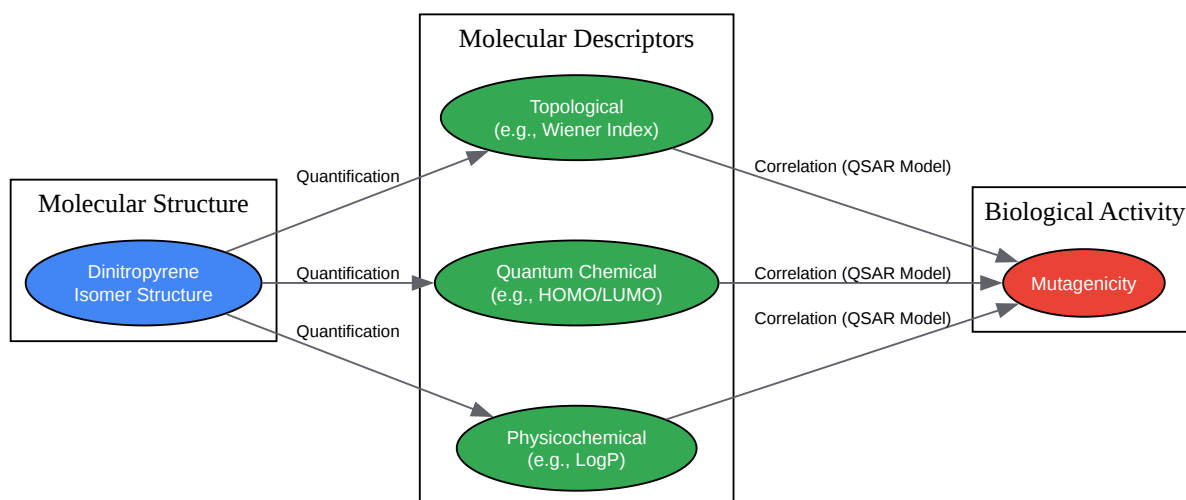 Molecular Structure
Dinitropyrene
Isomer Structure
Quantification
Quantification
Quantification
Molecular Descriptors
Topological
(e.g., Wiener Index)
Quantum Chemical
(e.g., HOMO/LUMO)
Physicochemical
(e.g., LogP)
Correlation (QSAR Model)
Correlation (QSAR Model)
Correlation (QSAR Model)
Biological Activity
Mutagenicity